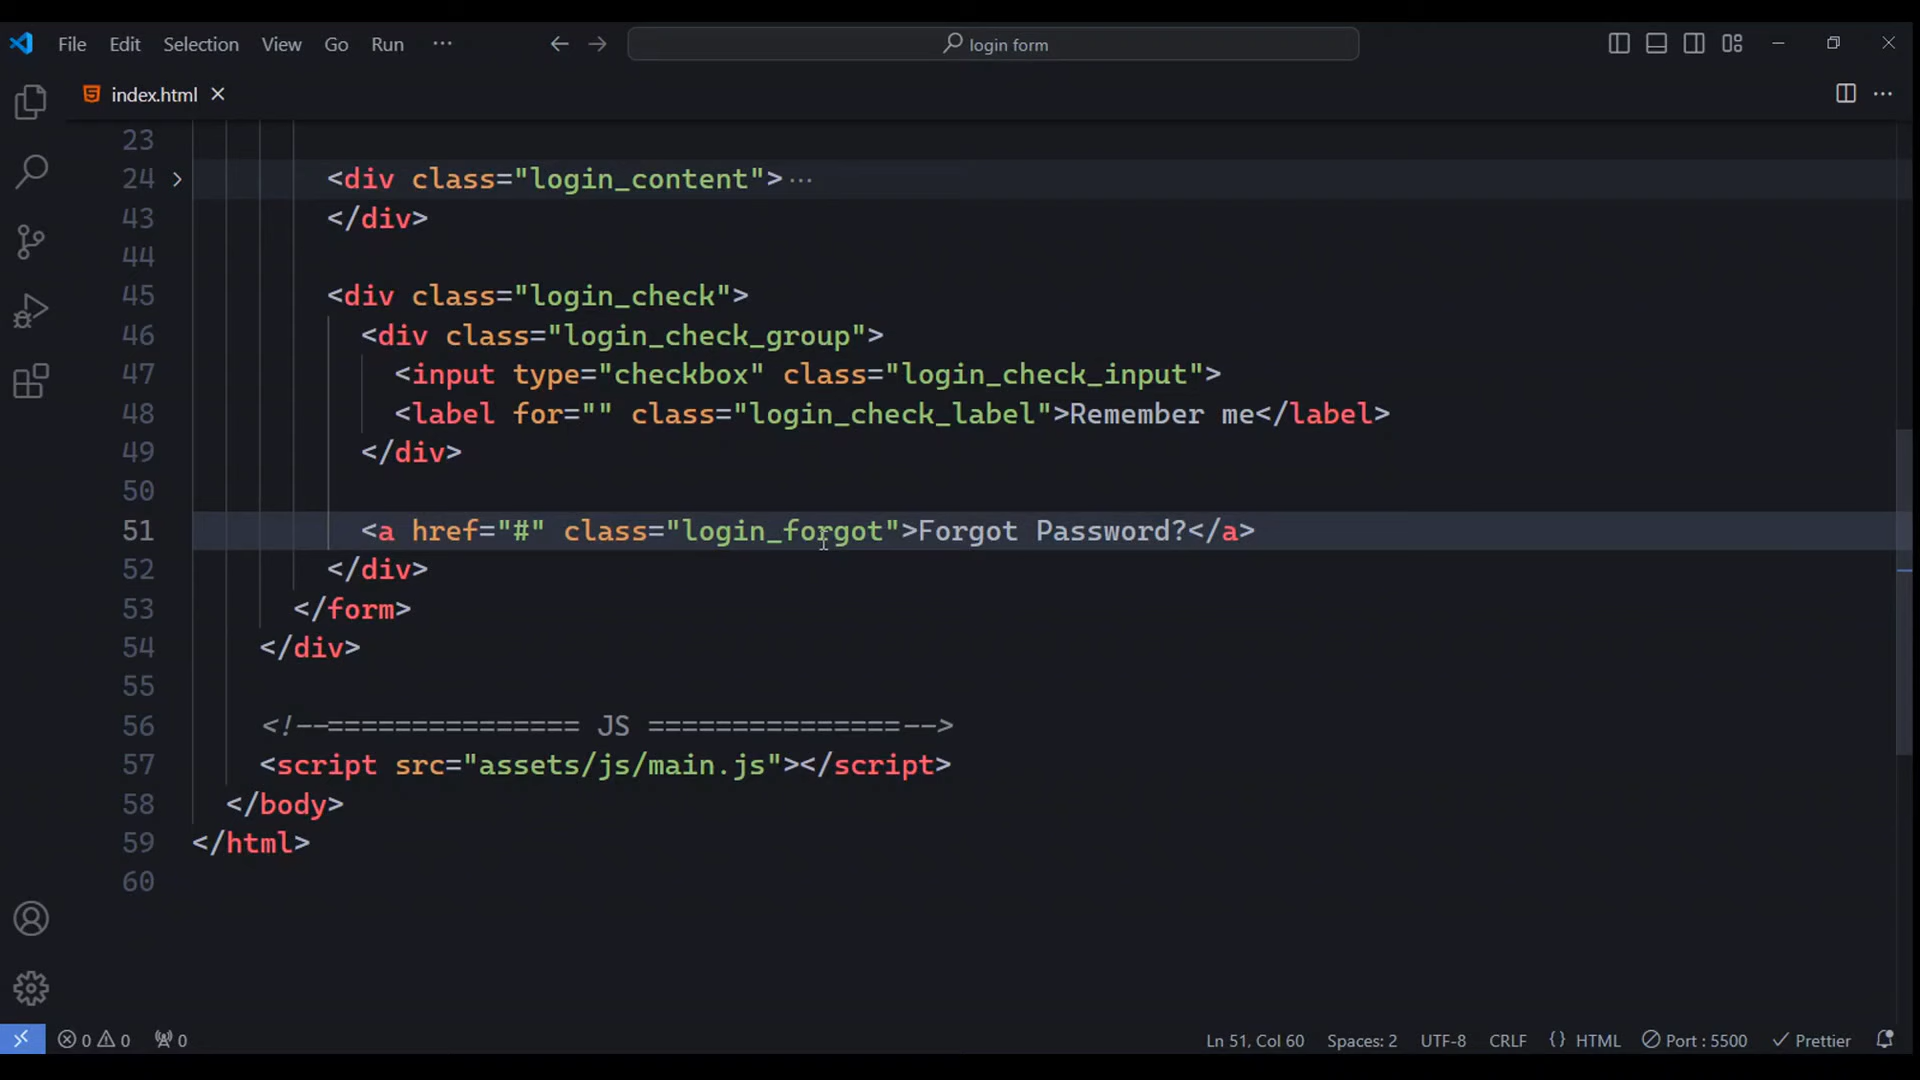 File Edit Selection View Go Run ··· login form
index.html
23
24 <div class="login_content">···
43 </div>
44
45 <div class="login_check">
46 <div class="login_check_group">
47 <input type="checkbox" class="login_check_input">
48 <label for="" class="login_check_label">Remember me</label>
49 </div>
50
51 <a href="#" class="login_forgot">Forgot Password?</a>
52 </div>
53 </form>
54 </div>
55
56 <!--=============== JS ===============-->
57 <script src="assets/js/main.js"></script>
58 </body>
59 </html>
60
0 0 0 Ln 51, Col 60 Spaces: 2 UTF-8 CRLF {} HTML Port : 5500 Prettier